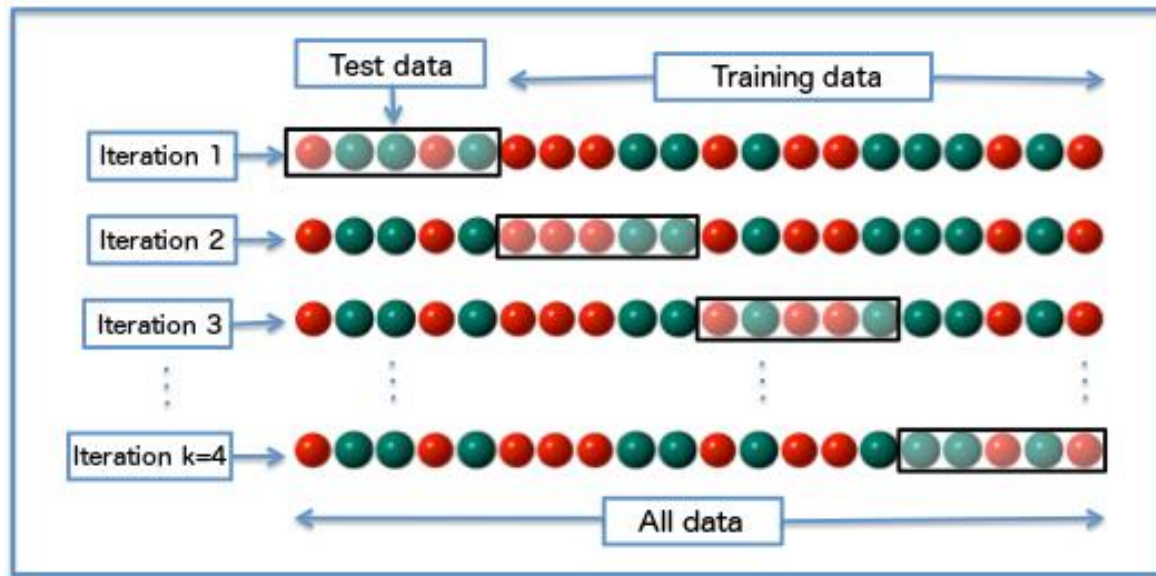 Test data
Training data
Iteration 1
Iteration 2
Iteration 3
Iteration k=4
All data